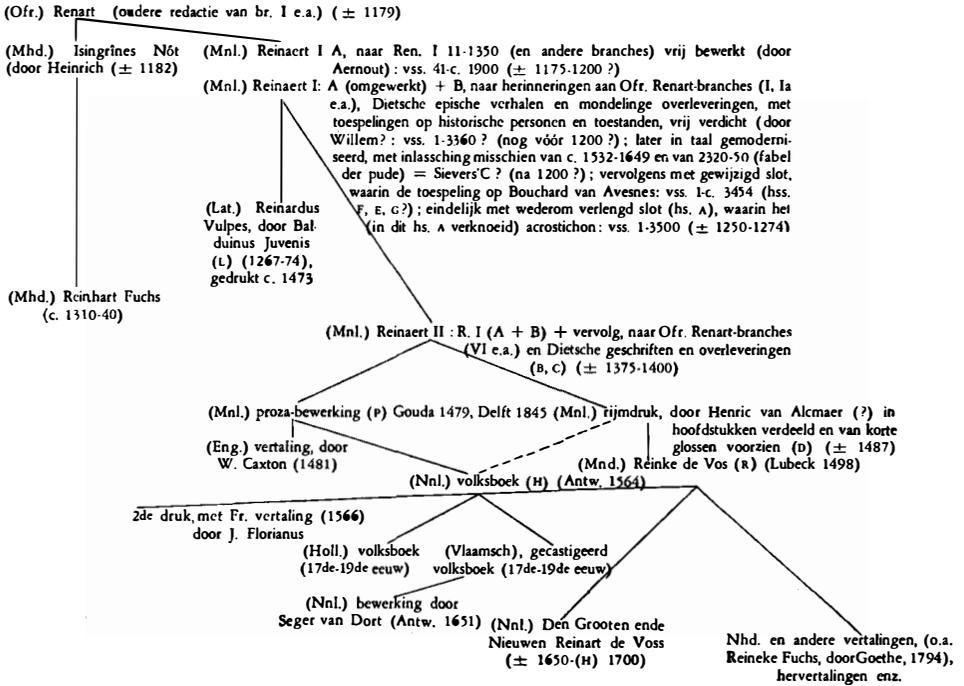 (Ofr.) Renart (oudere redactie van br. I e.a.) (± 1179)
(Mhd.) Isingrînes Nôt
(door Heinrich (± 1182)
(Mnl.) Reinaert I A, naar Ren. I 11-1350 (en andere branches) vrij bewerkt (door
Aernout) : vss. 41-c. 1900 (± 1175-1200 ?)
(Mnl.) Reinaert I: A (omgewerkt) + B, naar herinneringen aan Ofr. Renart-branches (I, Ia
e.a.), Dietsche epische verhalen en mondelinge overleveringen, met
toespelingen op historische personen en toestanden, vrij verdicht (door
Willem? : vss. 1-3360 ? (nog vóór 1200 ?) ; later in taal gemoderni-
seerd, met inlassching misschien van c. 1532-1649 en van 2320-50 (fabel
der pude) = Sievers'C ? (na 1200 ?) ; vervolgens met gewijzigd slot,
waarin de toespeling op Bouchard van Avesnes: vss. 1-c. 3454 (hss.
F, E, G?) ; eindelijk met wederom verlengd slot (hs. A), waarin het
(in dit hs. A verknoeid) acrostichon: vss. 1-3500 (± 1250-1274)
(Lat.) Reinardus
Vulpes, door Bal-
duinus Juvenis
(L) (1267-74),
gedrukt c. 1473
(Mhd.) Reinhart Fuchs
(c. 1310-40)
(Mnl.) Reinaert II : R. I (A + B) + vervolg, naar Ofr. Renart-branches
(VI e.a.) en Dietsche geschriften en overleveringen
(B, C) (± 1375-1400)
(Mnl.) proza-bewerking (P) Gouda 1479, Delft 1845
(Mnl.) rijmdruk, door Henric van Alcmaer (?) in
hoofdstukken verdeeld en van korte
glossen voorzien (D) (± 1487)
(Eng.) vertaling, door
W. Caxton (1481)
(Mnd.) Reinke de Vos (R) (Lubeck 1498)
(Nnl.) volksboek (H) (Antw. 1564)
2de druk, met Fr. vertaling (1566)
door J. Florianus
(Holl.) volksboek
(17de-19de eeuw)
(Vlaamsch), gecastigeerd
volksboek (17de-19de eeuw)
(Nnl.) bewerking door
Seger van Dort (Antw. 1651)
(Nnl.) Den Grooten ende
Nieuwen Reinart de Voss
(± 1650-(H) 1700)
Nhd. en andere vertalingen, (o.a.
Reineke Fuchs, doorGoethe, 1794),
hervertalingen enz.